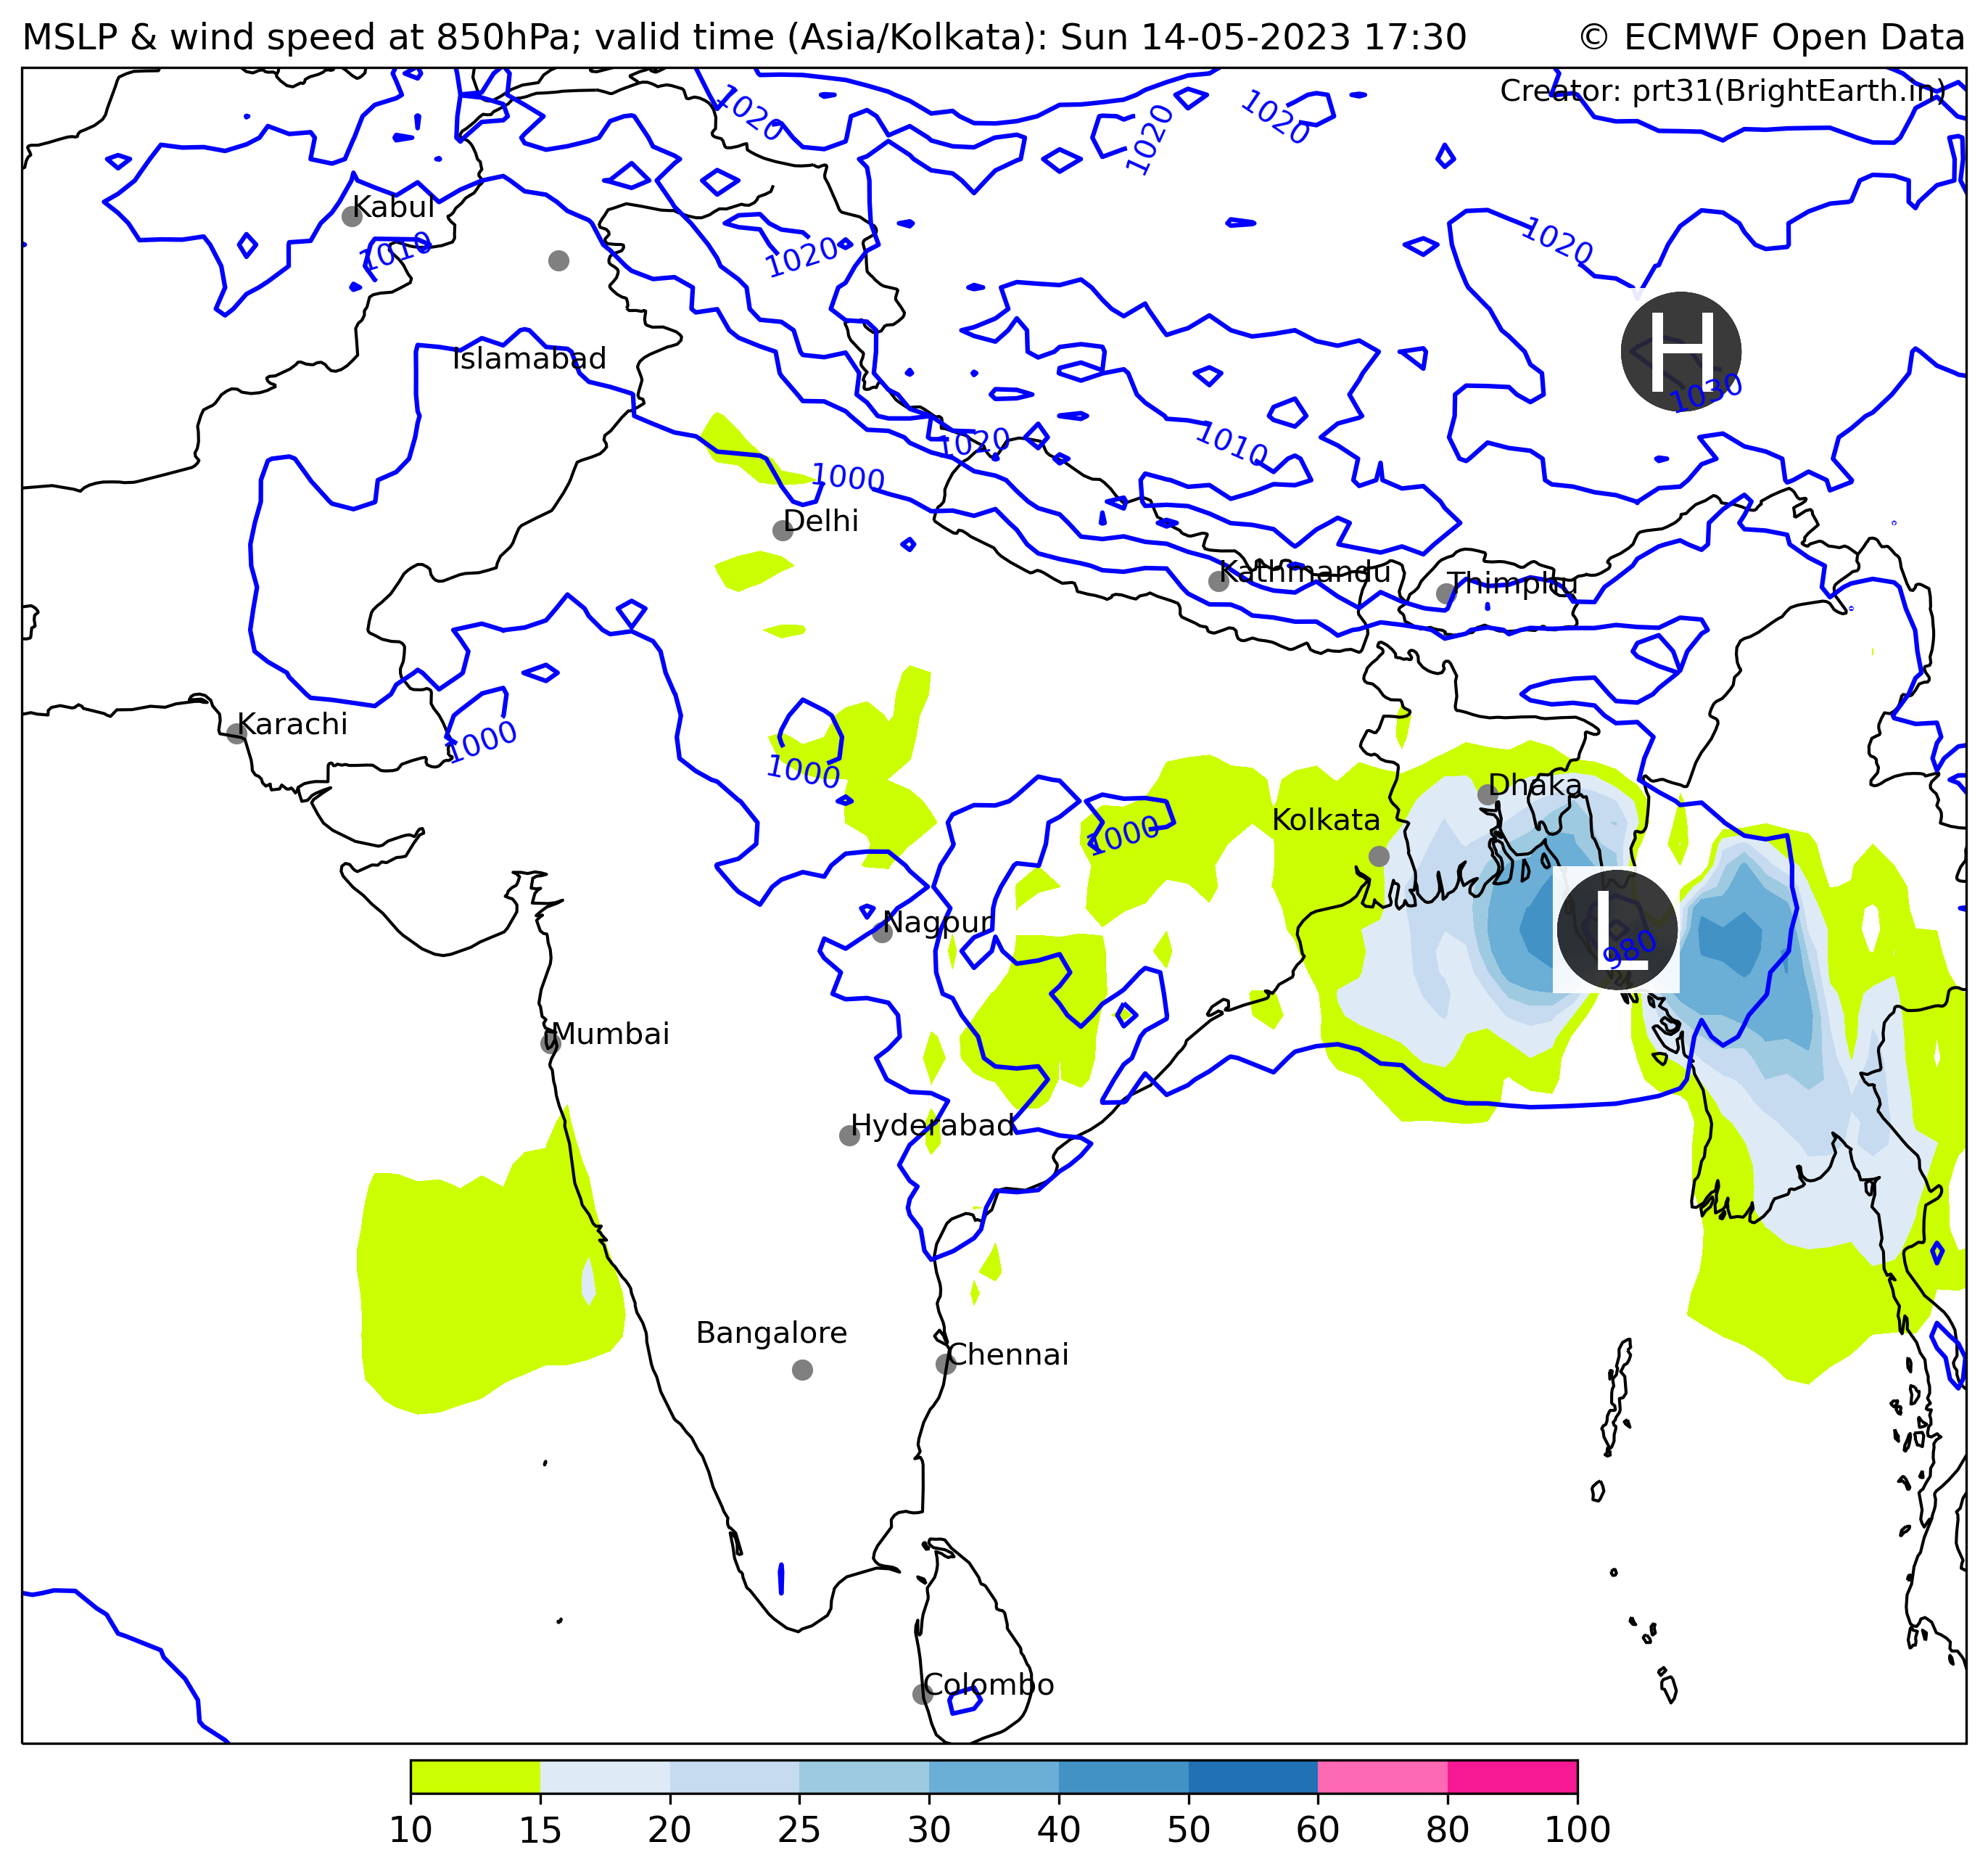 MSLP & wind speed at 850hPa; valid time (Asia/Kolkata): Sun 14-05-2023 17:30 © ECMWF Open Data
Creator: prt31(BrightEarth.in)
1020
1020
1020
Kabul
1010
1020
1020
H
1030
Islamabad
1020
1010
1000
Delhi
Kathmandu
Thimphu
Karachi
1000
1000
Dhaka
Kolkata
1000
Nagpur
L
980
Mumbai
Hyderabad
Bangalore
Chennai
Colombo
10 15 20 25 30 40 50 60 80 100